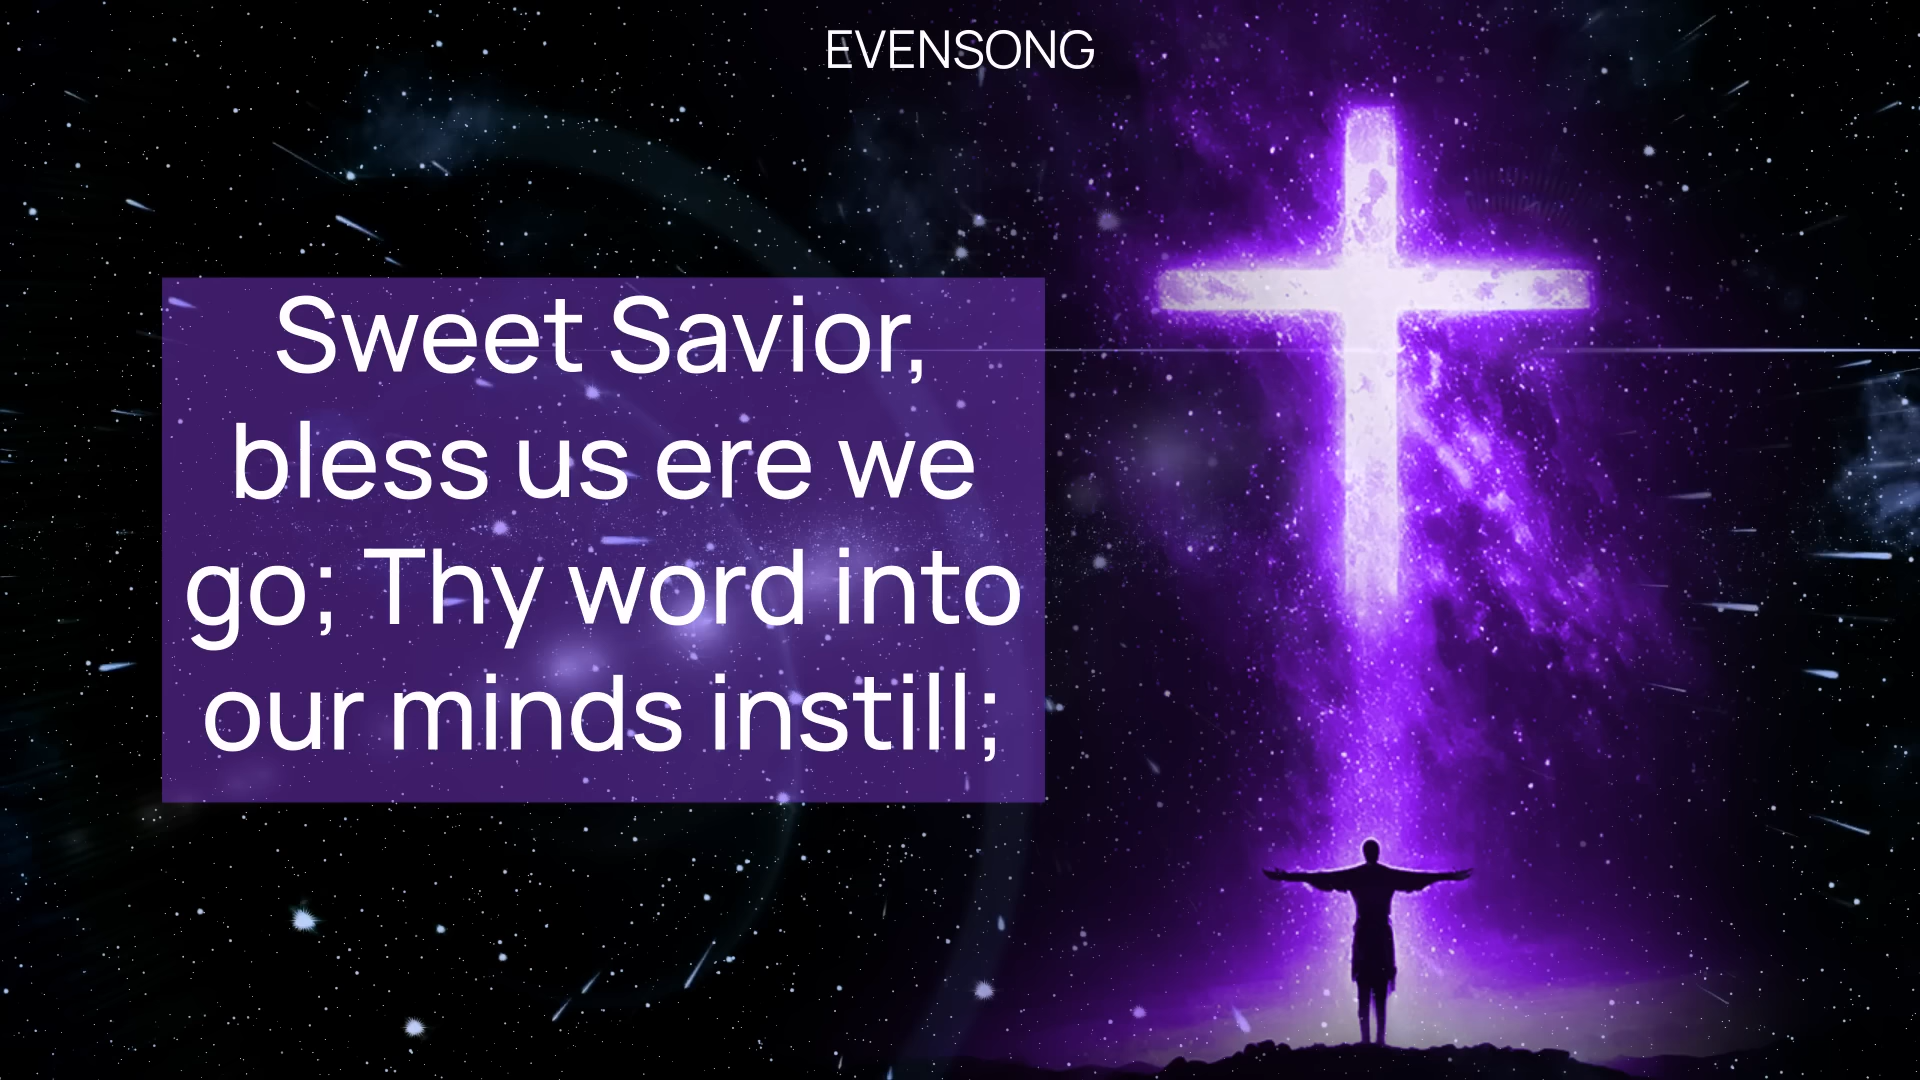 EVENSONG
Sweet Savior,
bless us ere we
go; Thy word into
our minds instill;